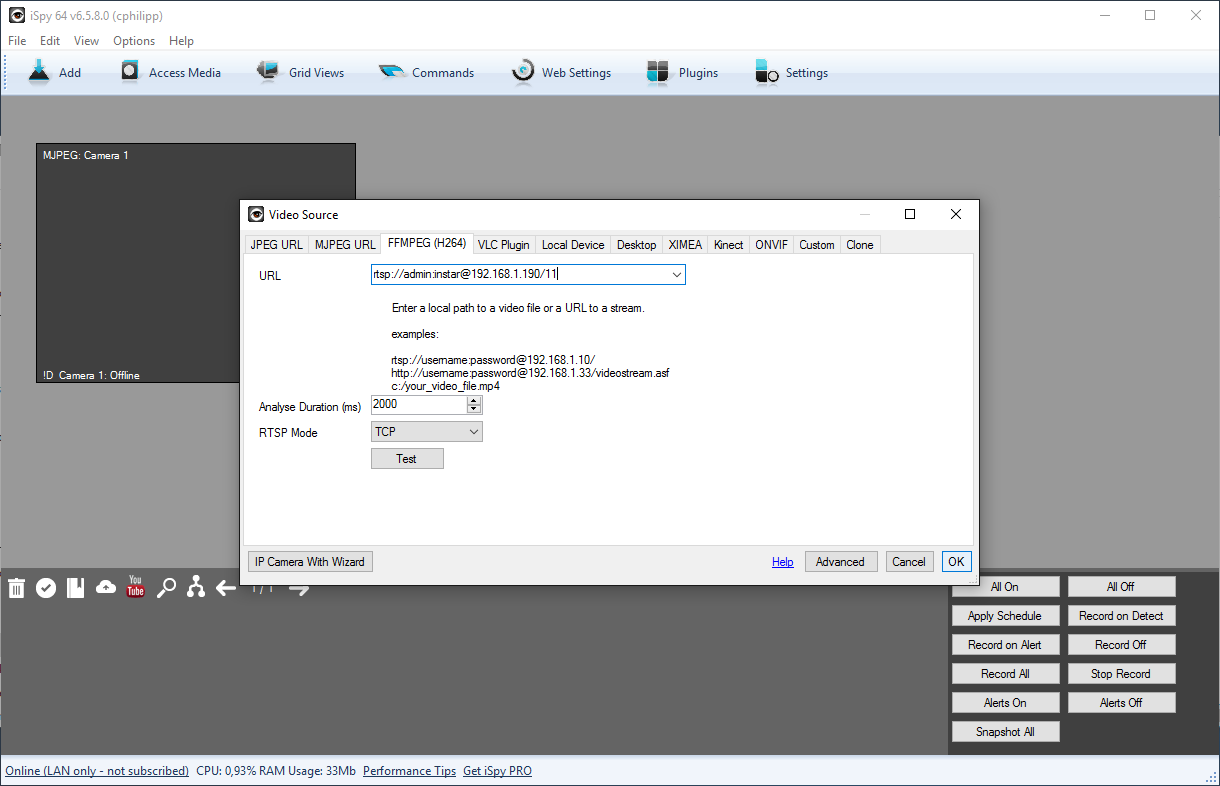 iSpy 64 v6.5.8.0 (cphilipp)
File Edit View Options Help
Add Access Media Grid Views Commands Web Settings Plugins Settings
MJPEG: Camera 1
!D Camera 1: Offline
Video Source
JPEG URL MJPEG URL FFMPEG (H264) VLC Plugin Local Device Desktop XIMEA Kinect ONVIF Custom Clone
URL rtsp://admin:instar@192.168.1.190/11
Enter a local path to a video file or a URL to a stream.
examples:
rtsp://username:password@192.168.1.10/
http://username:password@192.168.1.33/videostream.asf
c:/your_video_file.mp4
Analyse Duration (ms) 2000
RTSP Mode TCP
Test
IP Camera With Wizard Help Advanced Cancel OK
You Tube 1 / 1
All On All Off
Apply Schedule Record on Detect
Record on Alert Record Off
Record All Stop Record
Alerts On Alerts Off
Snapshot All
Online (LAN only - not subscribed) CPU: 0,93% RAM Usage: 33Mb Performance Tips Get iSpy PRO